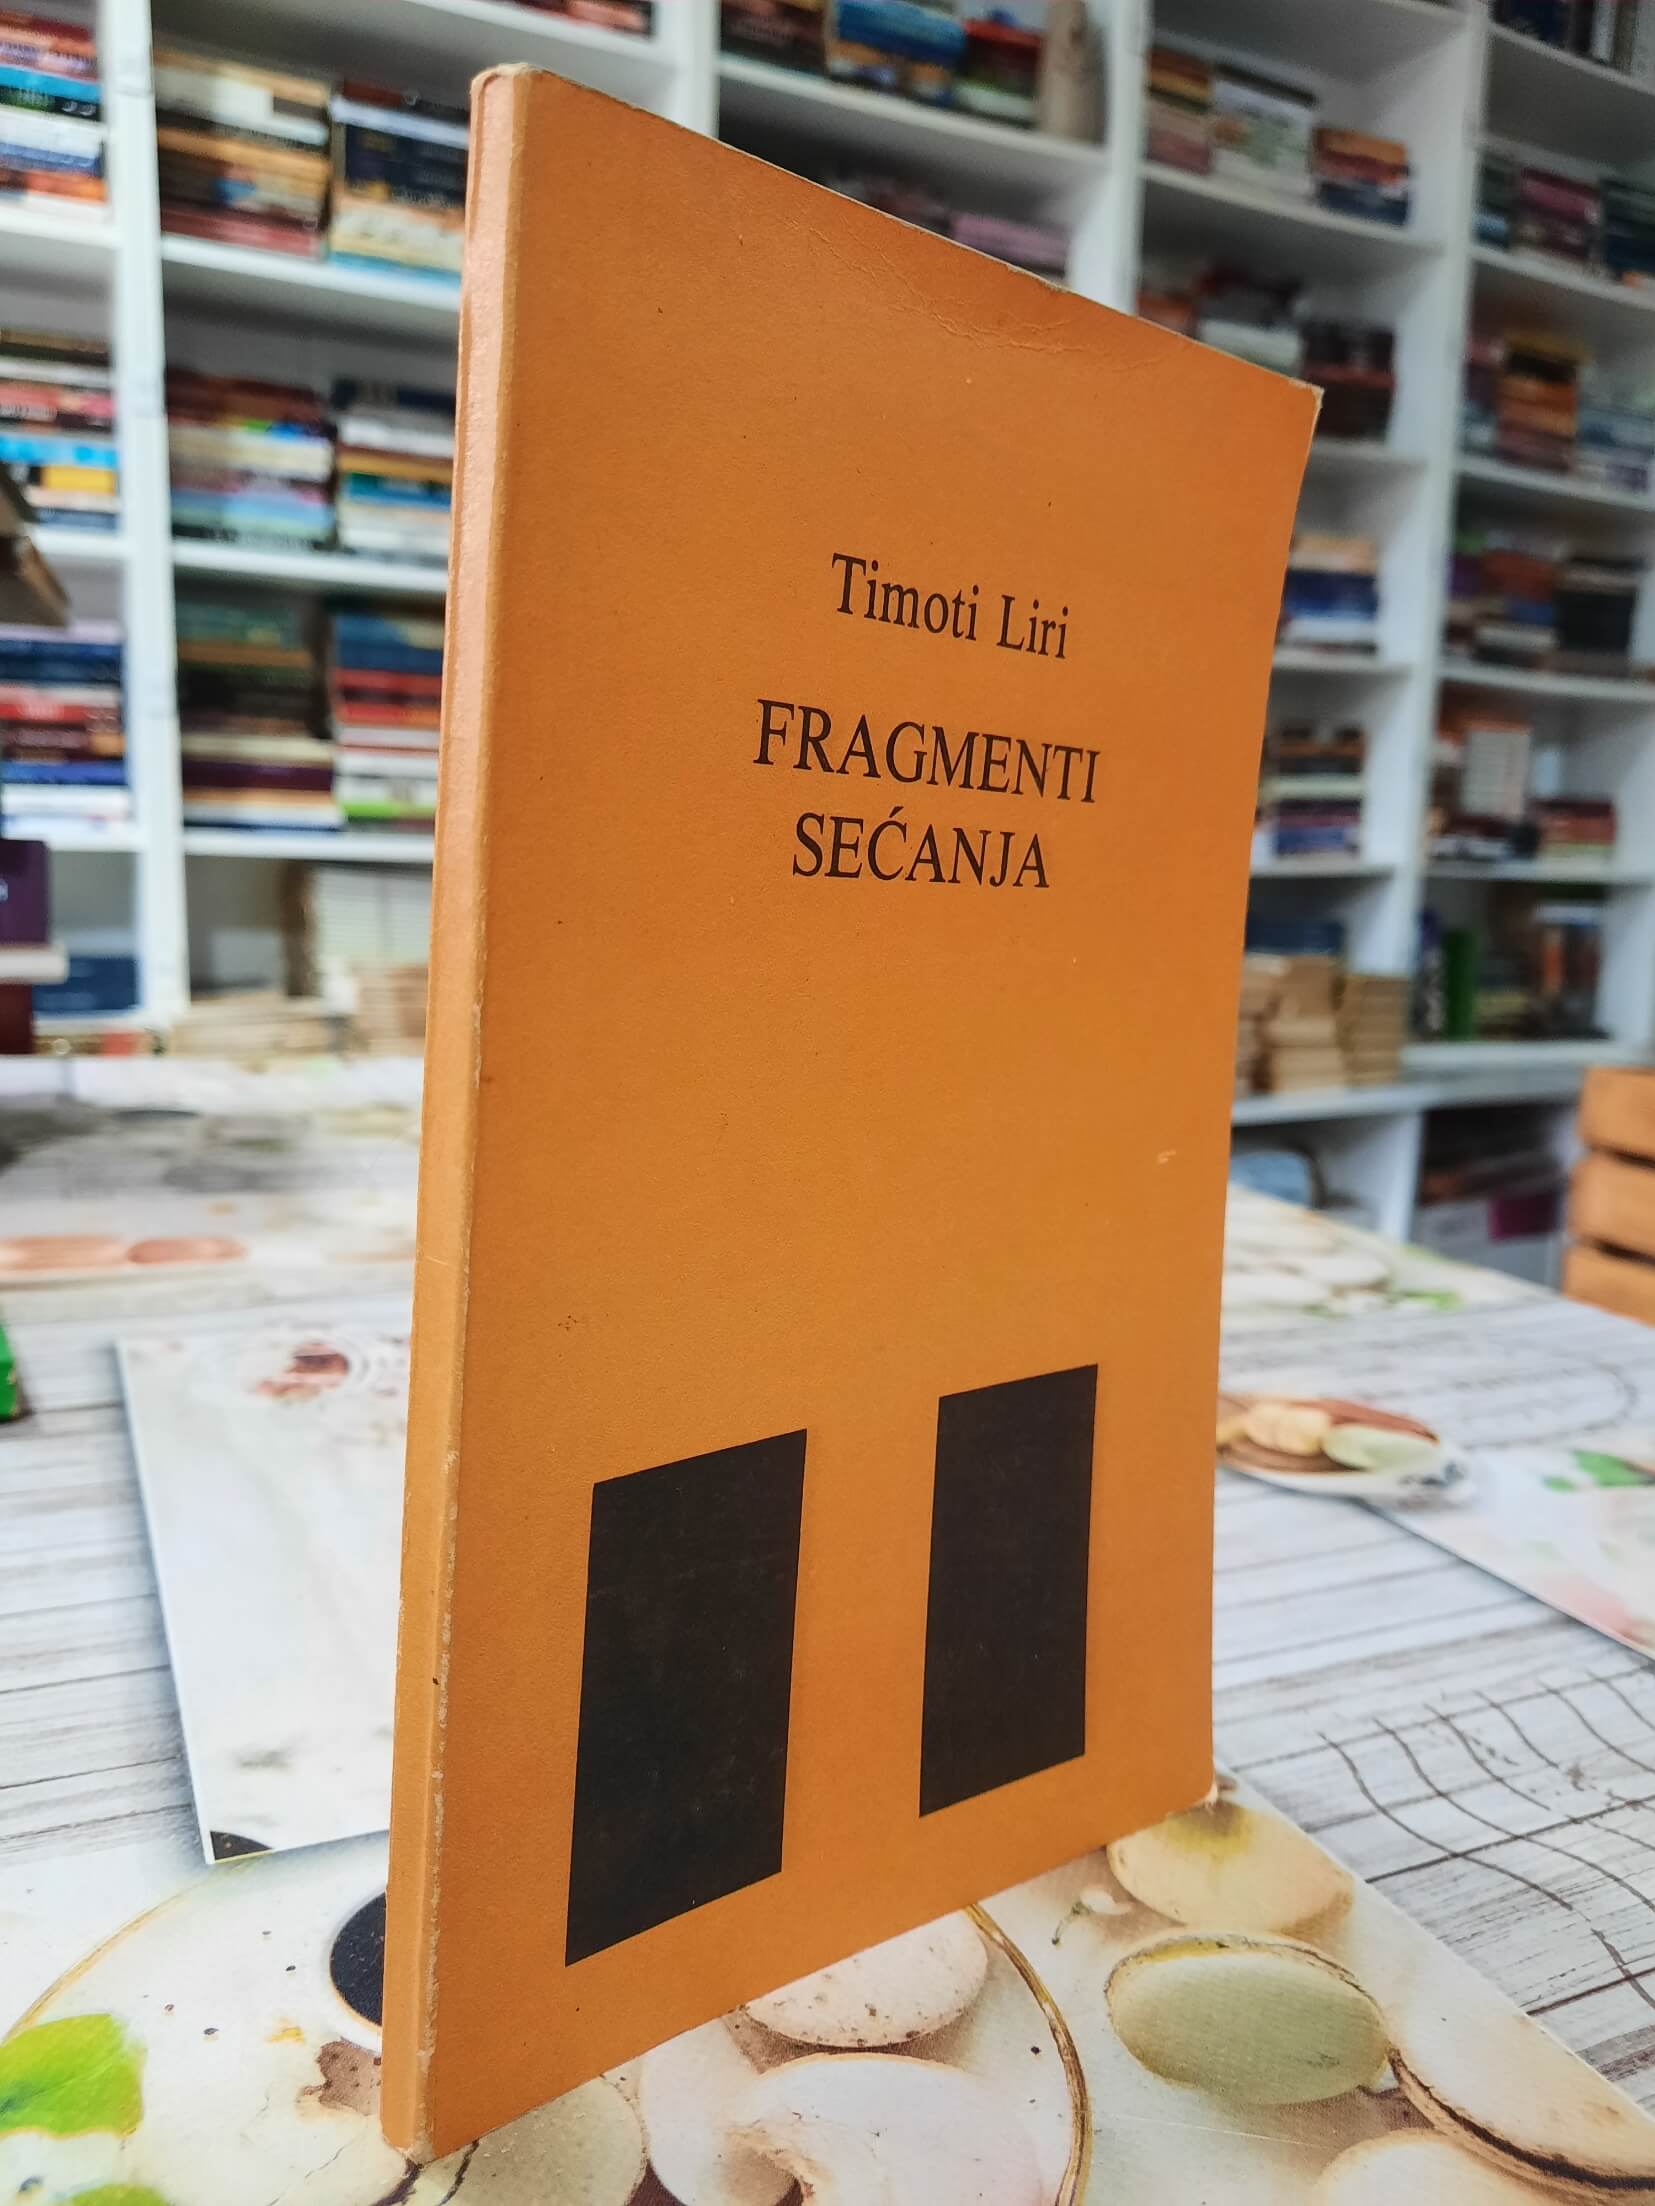 Timoti Liri
FRAGMENTI
SEĆANJA